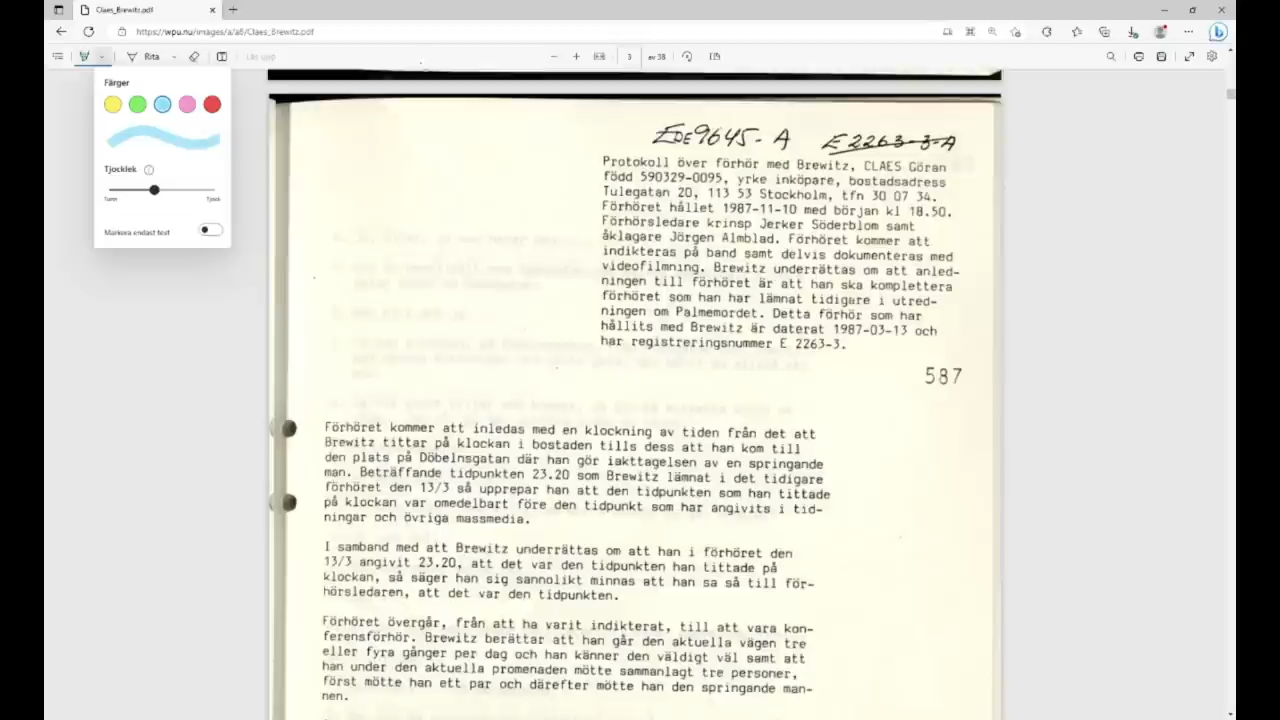 Claes_Brewitz.pdf
https://wpu.nu/images/a/a6/Claes_Brewitz.pdf
Rita
Läs upp
3
av 38
Färger
Tjocklek
Tunn
Tjock
Markera endast text
EDE9645-A E2263-3-A
Protokoll över förhör med Brewitz, CLAES Göran
född 590329-0095, yrke inköpare, bostadsadress
Tulegatan 20, 113 53 Stockholm, tfn 30 07 34.
Förhöret hållet 1987-11-10 med början kl 18.50.
Förhörsledare krinsp Jerker Söderblom samt
åklagare Jörgen Almblad. Förhöret kommer att
indikteras på band samt delvis dokumenteras med
videofilmning. Brewitz underrättas om att anled-
ningen till förhöret är att han ska komplettera
förhöret som han har lämnat tidigare i utred-
ningen om Palmemordet. Detta förhör som har
hållits med Brewitz är daterat 1987-03-13 och
har registreringsnummer E 2263-3.
587
Förhöret kommer att inledas med en klockning av tiden från det att
Brewitz tittar på klockan i bostaden tills dess att han kom till
den plats på Döbelnsgatan där han gör iakttagelsen av en springande
man. Beträffande tidpunkten 23.20 som Brewitz lämnat i det tidigare
förhöret den 13/3 så upprepar han att den tidpunkten som han tittade
på klockan var omedelbart före den tidpunkt som har angivits i tid-
ningar och övriga massmedia.
I samband med att Brewitz underrättas om att han i förhöret den
13/3 angivit 23.20, att det var den tidpunkten han tittade på
klockan, så säger han sig sannolikt minnas att han sa så till för-
hörsledaren, att det var den tidpunkten.
Förhöret övergår, från att ha varit indikterat, till att vara kon-
ferensförhör. Brewitz berättar att han går den aktuella vägen tre
eller fyra gånger per dag och han känner den väldigt väl samt att
han under den aktuella promenaden mötte sammanlagt tre personer,
först mötte han ett par och därefter mötte han den springande man-
nen.